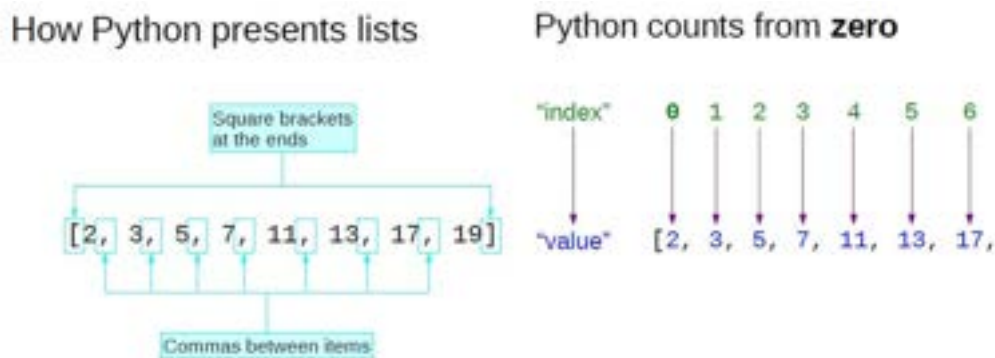 How Python presents lists
Square brackets
at the ends
[2, 3, 5, 7, 11, 13, 17, 19]
Commas between items
Python counts from zero
“index” 0 1 2 3 4 5 6
“value” [2, 3, 5, 7, 11, 13, 17,